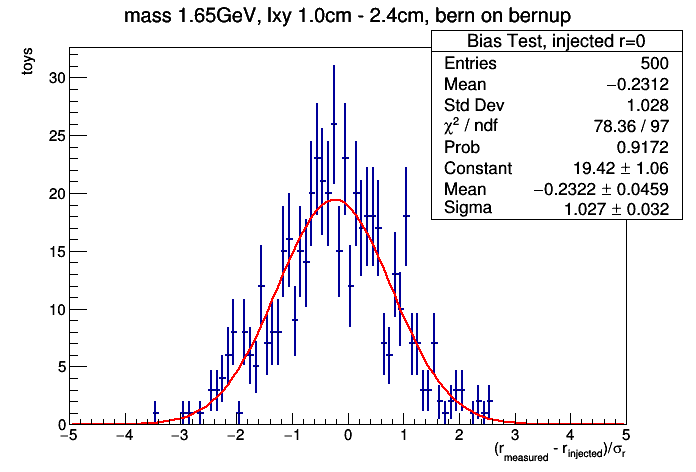 mass 1.65GeV, lxy 1.0cm - 2.4cm, bern on bernup
Bias Test, injected r=0
Entries 500
Mean −0.2312
Std Dev 1.028
χ² / ndf 78.36 / 97
Prob 0.9172
Constant 19.42 ± 1.06
Mean −0.2322 ± 0.0459
Sigma 1.027 ± 0.032
toys
30
25
20
15
10
5
0
−5 −4 −3 −2 −1 0 1 2 3 4 5
(r_measured - r_injected)/σ_r